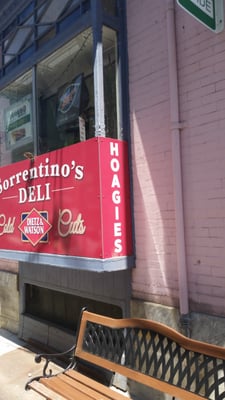 Sorrentino's
DELI
Cold
DIETZ &
WATSON
Cuts
HOAGIES